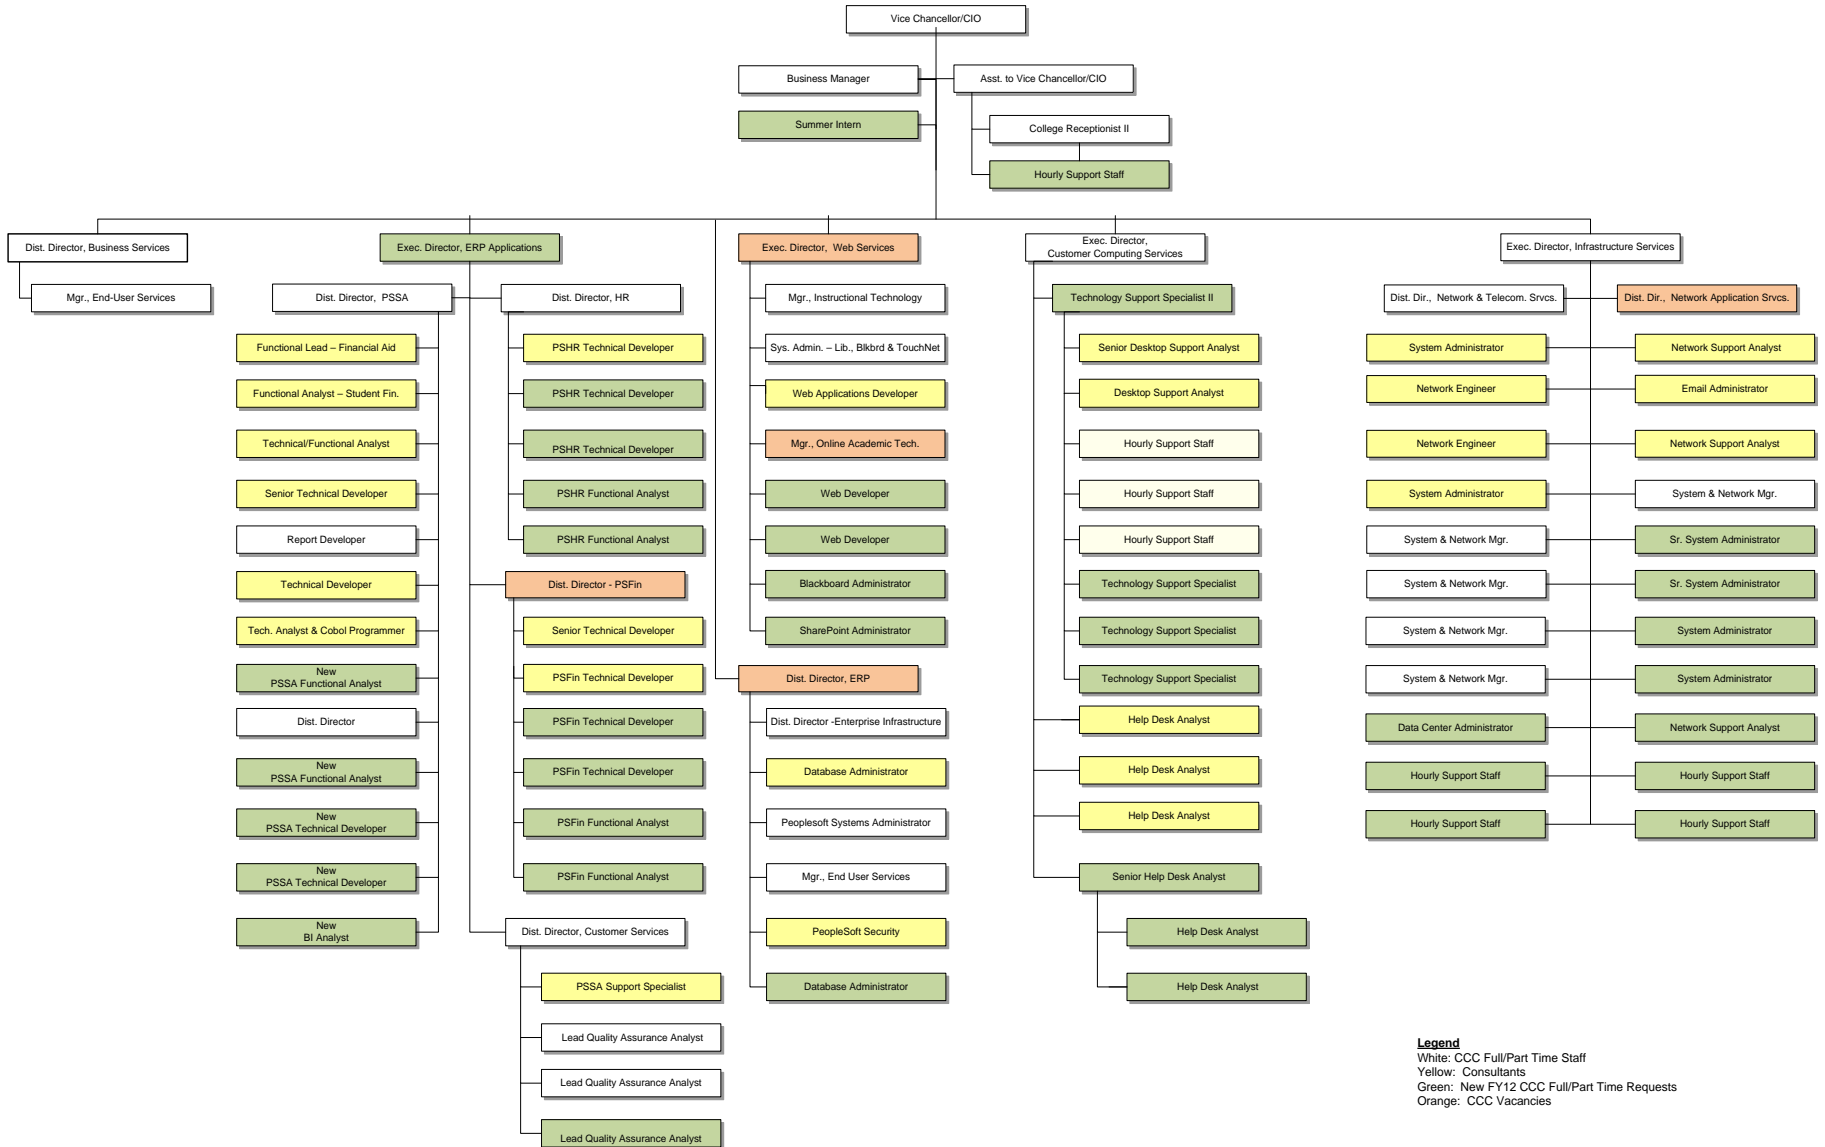 Vice Chancellor/CIO
Business Manager
Asst. to Vice Chancellor/CIO
Summer Intern
College Receptionist II
Hourly Support Staff
Dist. Director, Business Services
Mgr., End-User Services
Exec. Director, ERP Applications
Dist. Director, PSSA
Functional Lead – Financial Aid
Functional Analyst – Student Fin.
Technical/Functional Analyst
Senior Technical Developer
Report Developer
Technical Developer
Tech. Analyst & Cobol Programmer
New
PSSA Functional Analyst
Dist. Director
New
PSSA Functional Analyst
New
PSSA Technical Developer
New
PSSA Technical Developer
New
BI Analyst
Dist. Director, HR
PSHR Technical Developer
PSHR Technical Developer
PSHR Technical Developer
PSHR Functional Analyst
PSHR Functional Analyst
Dist. Director - PSFin
Senior Technical Developer
PSFin Technical Developer
PSFin Technical Developer
PSFin Technical Developer
PSFin Functional Analyst
PSFin Functional Analyst
Dist. Director, Customer Services
PSSA Support Specialist
Lead Quality Assurance Analyst
Lead Quality Assurance Analyst
Lead Quality Assurance Analyst
Exec. Director, Web Services
Mgr., Instructional Technology
Sys. Admin. – Lib., Blkbrd & TouchNet
Web Applications Developer
Mgr., Online Academic Tech.
Web Developer
Web Developer
Blackboard Administrator
SharePoint Administrator
Dist. Director, ERP
Dist. Director -Enterprise Infrastructure
Database Administrator
Peoplesoft Systems Administrator
Mgr., End User Services
PeopleSoft Security
Database Administrator
Exec. Director,
Customer Computing Services
Technology Support Specialist II
Senior Desktop Support Analyst
Desktop Support Analyst
Hourly Support Staff
Hourly Support Staff
Hourly Support Staff
Technology Support Specialist
Technology Support Specialist
Technology Support Specialist
Help Desk Analyst
Help Desk Analyst
Help Desk Analyst
Senior Help Desk Analyst
Help Desk Analyst
Help Desk Analyst
Exec. Director, Infrastructure Services
Dist. Dir., Network & Telecom. Srvcs.
Dist. Dir., Network Application Srvcs.
System Administrator
Network Support Analyst
Network Engineer
Email Administrator
Network Engineer
Network Support Analyst
System Administrator
System & Network Mgr.
System & Network Mgr.
Sr. System Administrator
System & Network Mgr.
Sr. System Administrator
System & Network Mgr.
System Administrator
System & Network Mgr.
System Administrator
Data Center Administrator
Network Support Analyst
Hourly Support Staff
Hourly Support Staff
Hourly Support Staff
Hourly Support Staff
Legend
White: CCC Full/Part Time Staff
Yellow: Consultants
Green: New FY12 CCC Full/Part Time Requests
Orange: CCC Vacancies